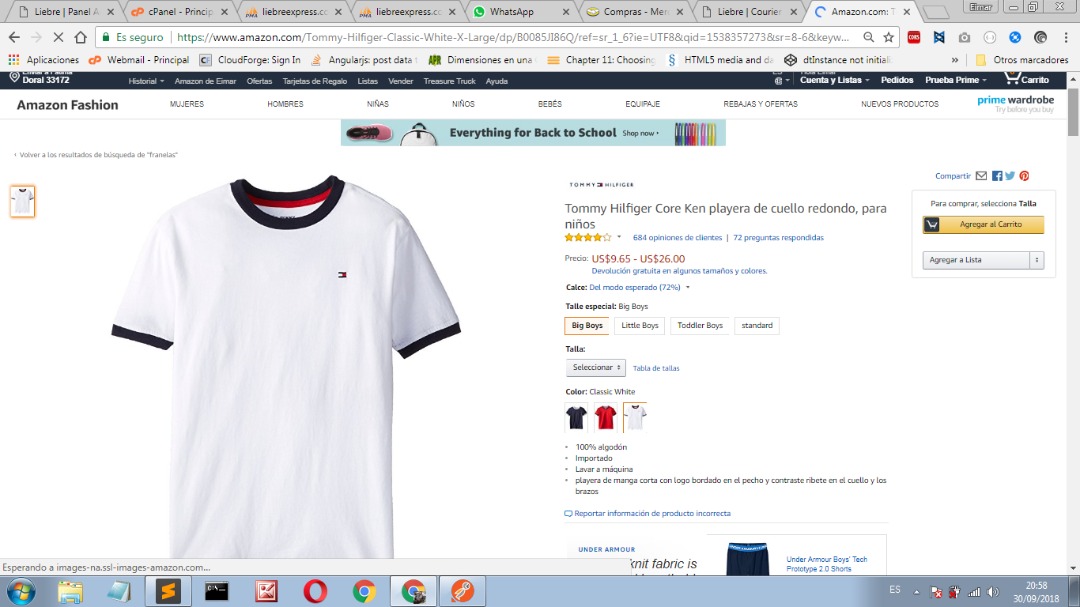 Liebre | Panel A
cPanel - Princip
liebreexpress.cc
liebreexpress.cc
WhatsApp
Compras - Mer
Liebre | Courier
Amazon.com: T
Eimar
Es seguro
https://www.amazon.com/Tommy-Hilfiger-Classic-White-X-Large/dp/B0085JI86Q/ref=sr_1_6?ie=UTF8&qid=1538357273&sr=8-6&keyw...
Aplicaciones
Webmail - Principal
CloudForge: Sign In
Angularjs: post data
Dimensiones en una
Chapter 11: Choosing
HTML5 media and da
dtInstance not initiali
Otros marcadores
Doral 33172
Historial
Amazon de Eimar
Ofertas
Tarjetas de Regalo
Listas
Vender
Treasure Truck
Ayuda
Cuenta y Listas
Pedidos
Prueba Prime
Carrito
Amazon Fashion
MUJERES
HOMBRES
NIÑAS
NIÑOS
BEBÉS
EQUIPAJE
REBAJAS Y OFERTAS
NUEVOS PRODUCTOS
prime wardrobe
Try before you buy
Everything for Back to School Shop now ›
‹ Volver a los resultados de búsqueda de "franelas"
Compartir
TOMMY HILFIGER
Tommy Hilfiger Core Ken playera de cuello redondo, para
niños
684 opiniones de clientes | 72 preguntas respondidas
Precio: US$9.65 - US$26.00
Devolución gratuita en algunos tamaños y colores.
Calce: Del modo esperado (72%)
Talle especial: Big Boys
Big Boys
Little Boys
Toddler Boys
standard
Talla:
Seleccionar
Tabla de tallas
Color: Classic White
100% algodón
Importado
Lavar a máquina
playera de manga corta con logo bordado en el pecho y contraste ribete en el cuello y los
brazos
Reportar información de producto incorrecta
Para comprar, selecciona Talla
Agregar al Carrito
Agregar a Lista
UNDER ARMOUR
knit fabric is
Under Armour Boys' Tech
Prototype 2.0 Shorts
Esperando a images-na.ssl-images-amazon.com...
ES
20:58
30/09/2018